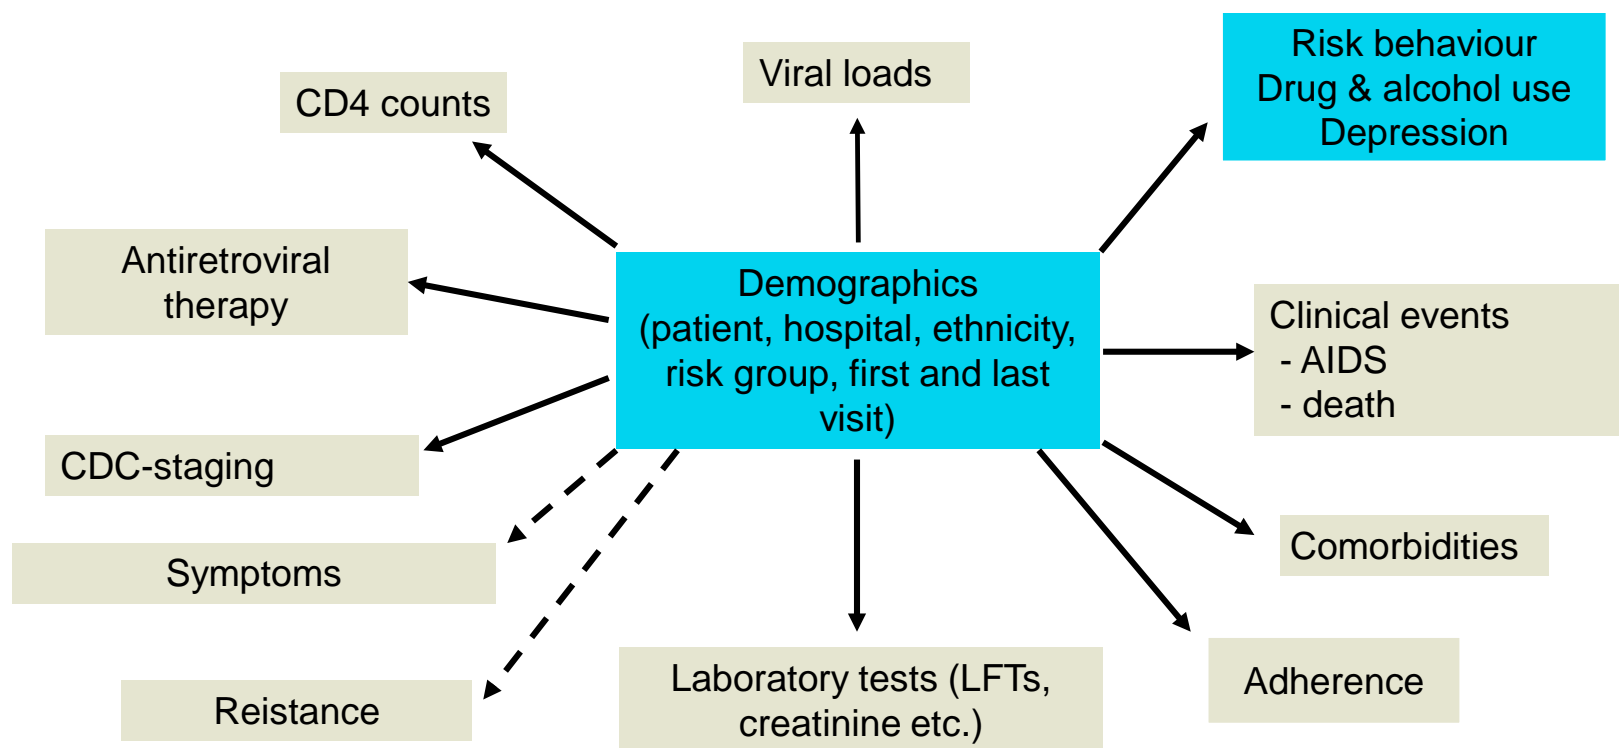 Risk behaviour
Drug & alcohol use
Depression
Viral loads
CD4 counts
Antiretroviral
therapy
Demographics
(patient, hospital, ethnicity,
risk group, first and last
visit)
Clinical events
- AIDS
- death
CDC-staging
Symptoms
Comorbidities
Reistance
Laboratory tests (LFTs,
creatinine etc.)
Adherence